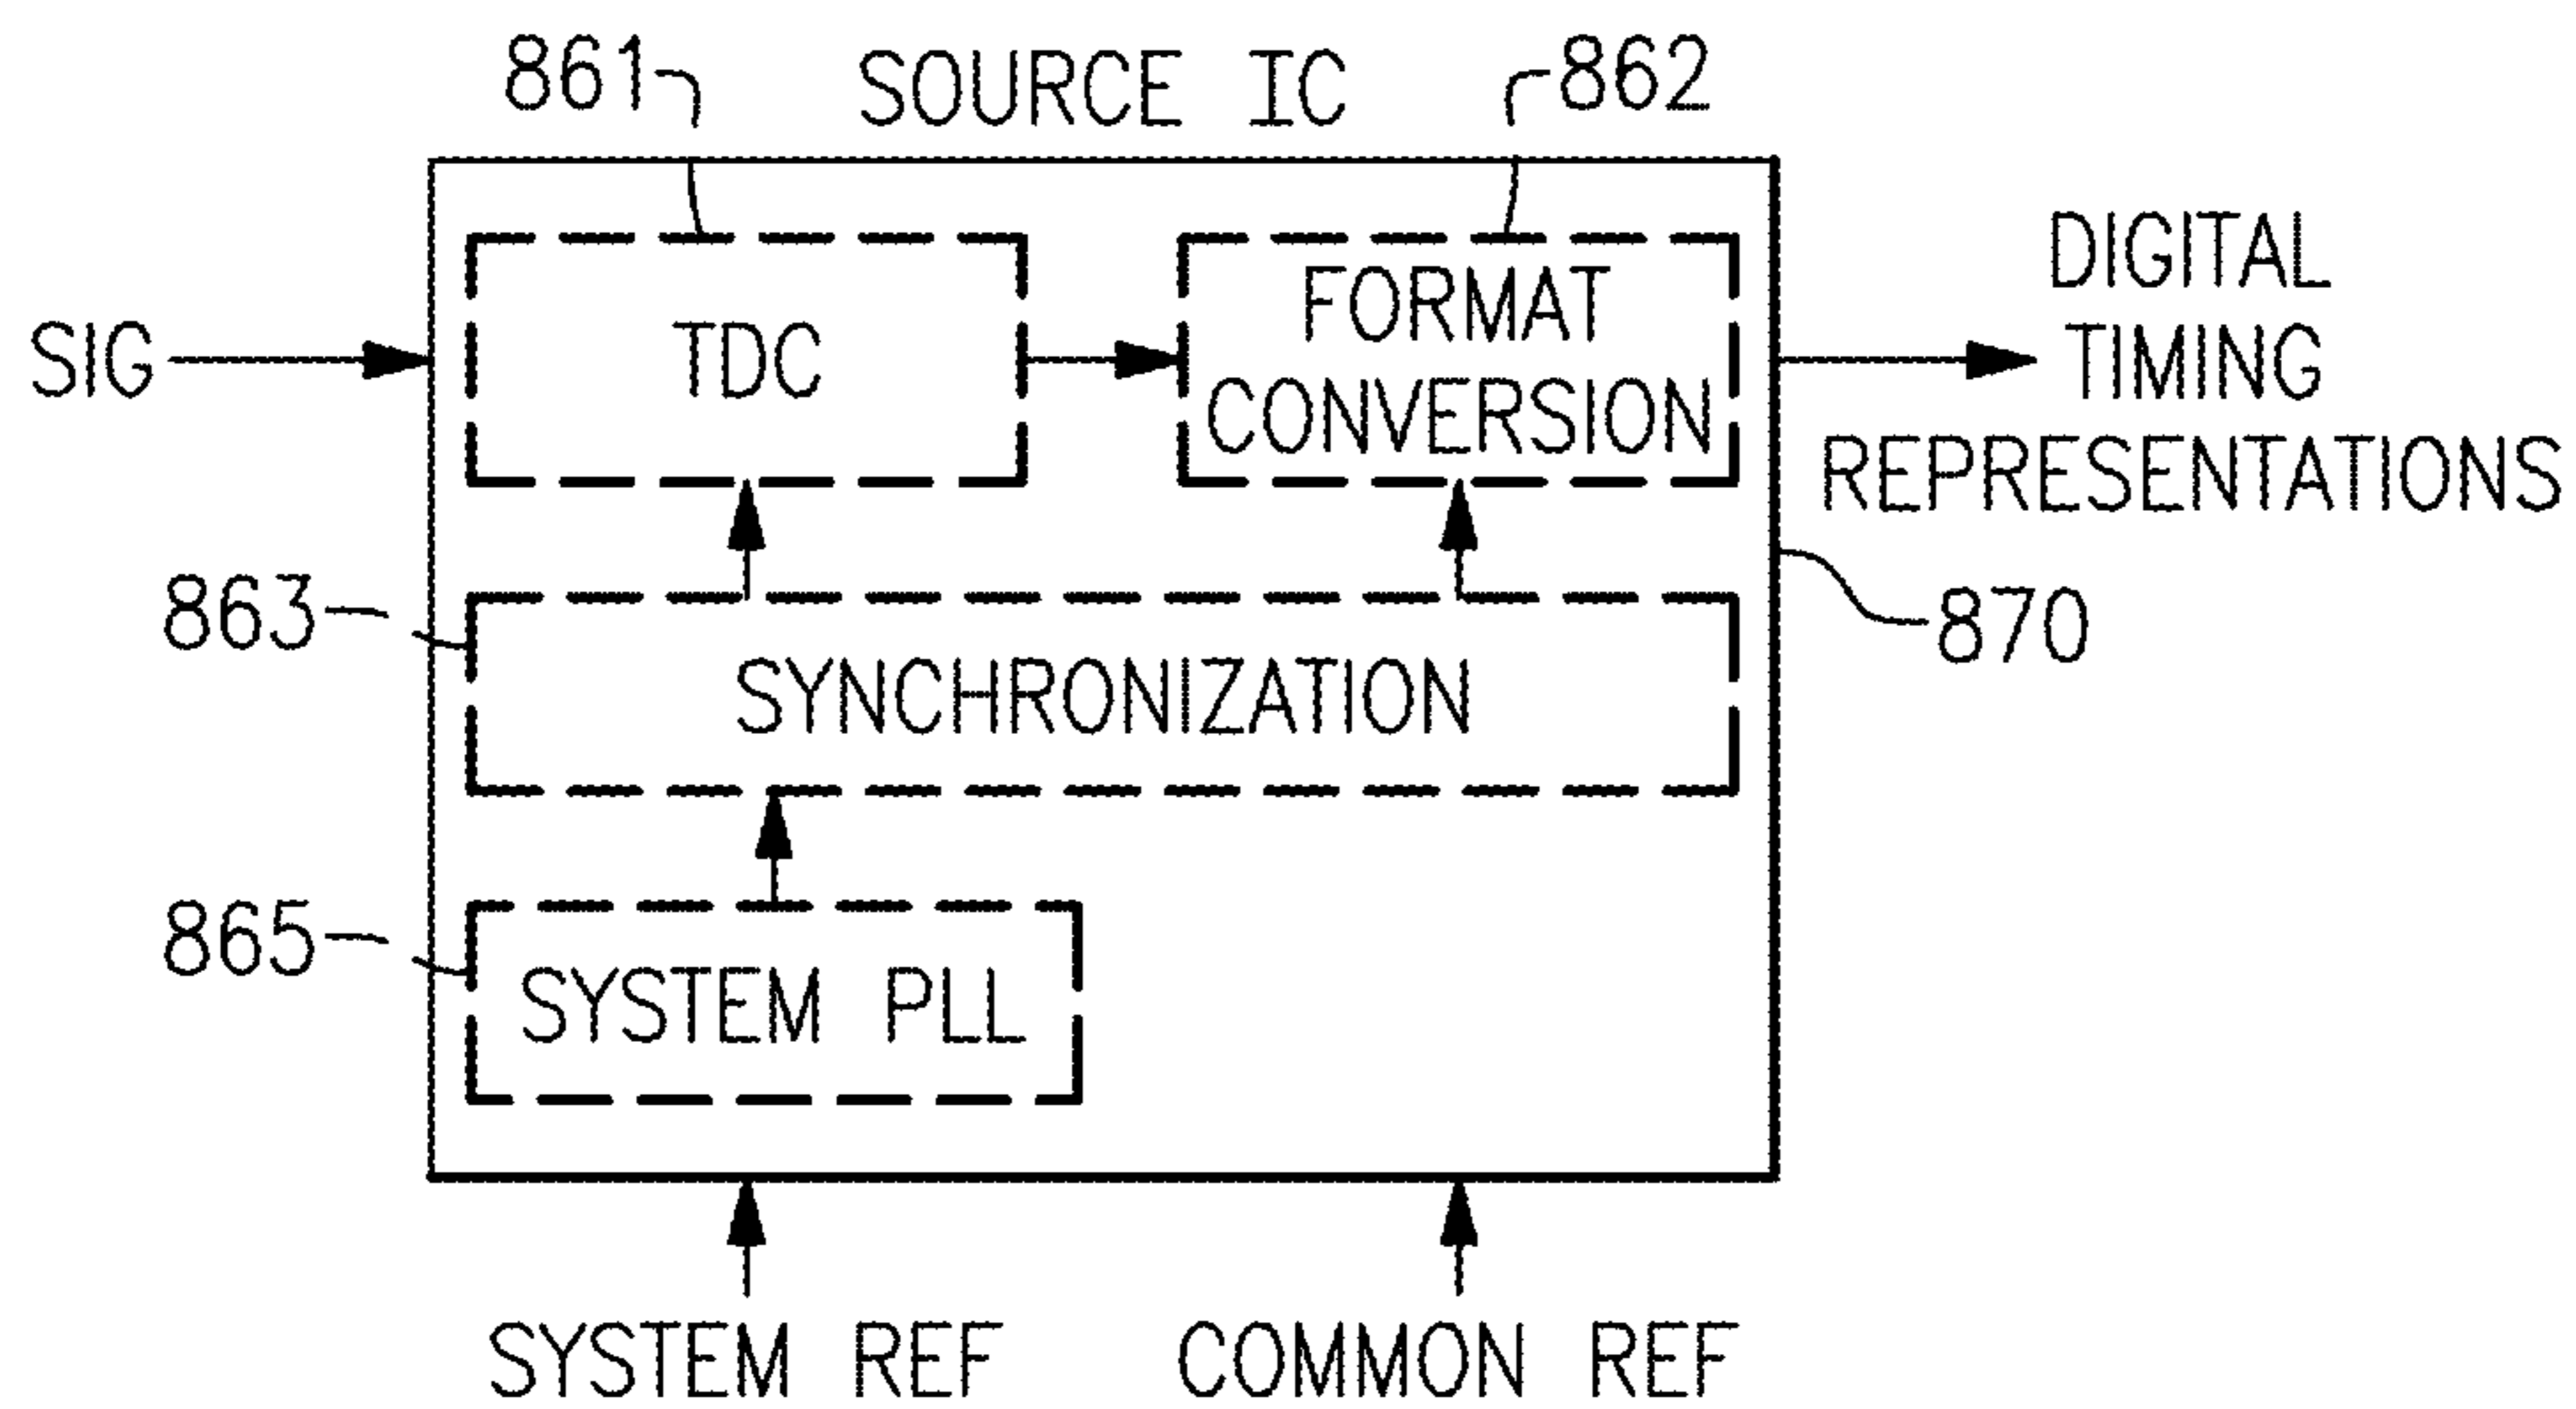 861
SOURCE IC
862
SIG
TDC
FORMAT
CONVERSION
DIGITAL
TIMING
REPRESENTATIONS
863
SYNCHRONIZATION
870
865
SYSTEM PLL
SYSTEM REF
COMMON REF